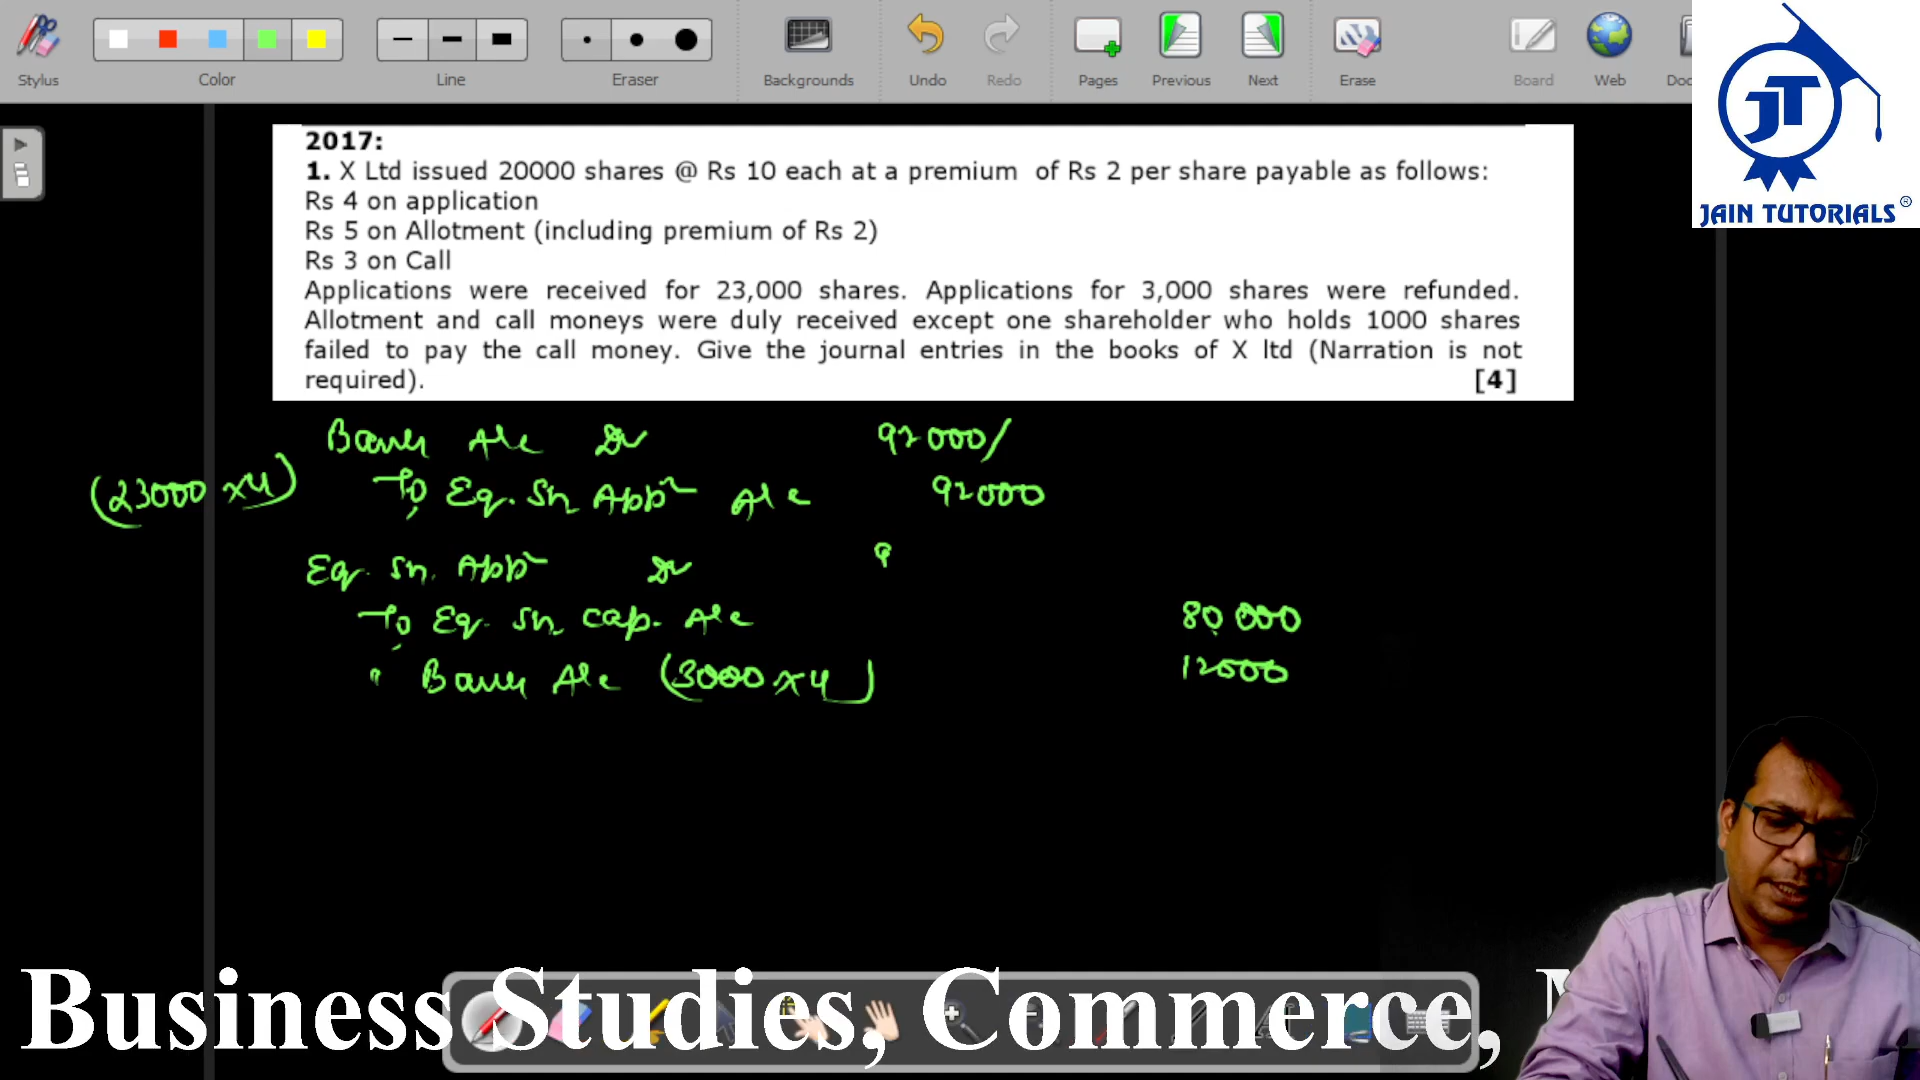 Stylus Color Line Eraser Backgrounds Undo Redo Pages Previous Next Erase Board Web
JT
JAIN TUTORIALS®
2017:
1. X Ltd issued 20000 shares @ Rs 10 each at a premium of Rs 2 per share payable as follows:
Rs 4 on application
Rs 5 on Allotment (including premium of Rs 2)
Rs 3 on Call
Applications were received for 23,000 shares. Applications for 3,000 shares were refunded.
Allotment and call moneys were duly received except one shareholder who holds 1000 shares
failed to pay the call money. Give the journal entries in the books of X ltd (Narration is not
required). [4]
Bank A/c Dr 92000/
(23000 x4) To Eq. Sh App^n A/c 92000
Eq. Sh. App^n Dr 9
To Eq. Sh. Cap. A/c 80,000
" Bank A/c (3000 x4) 12000
Business Studies, Commerce,